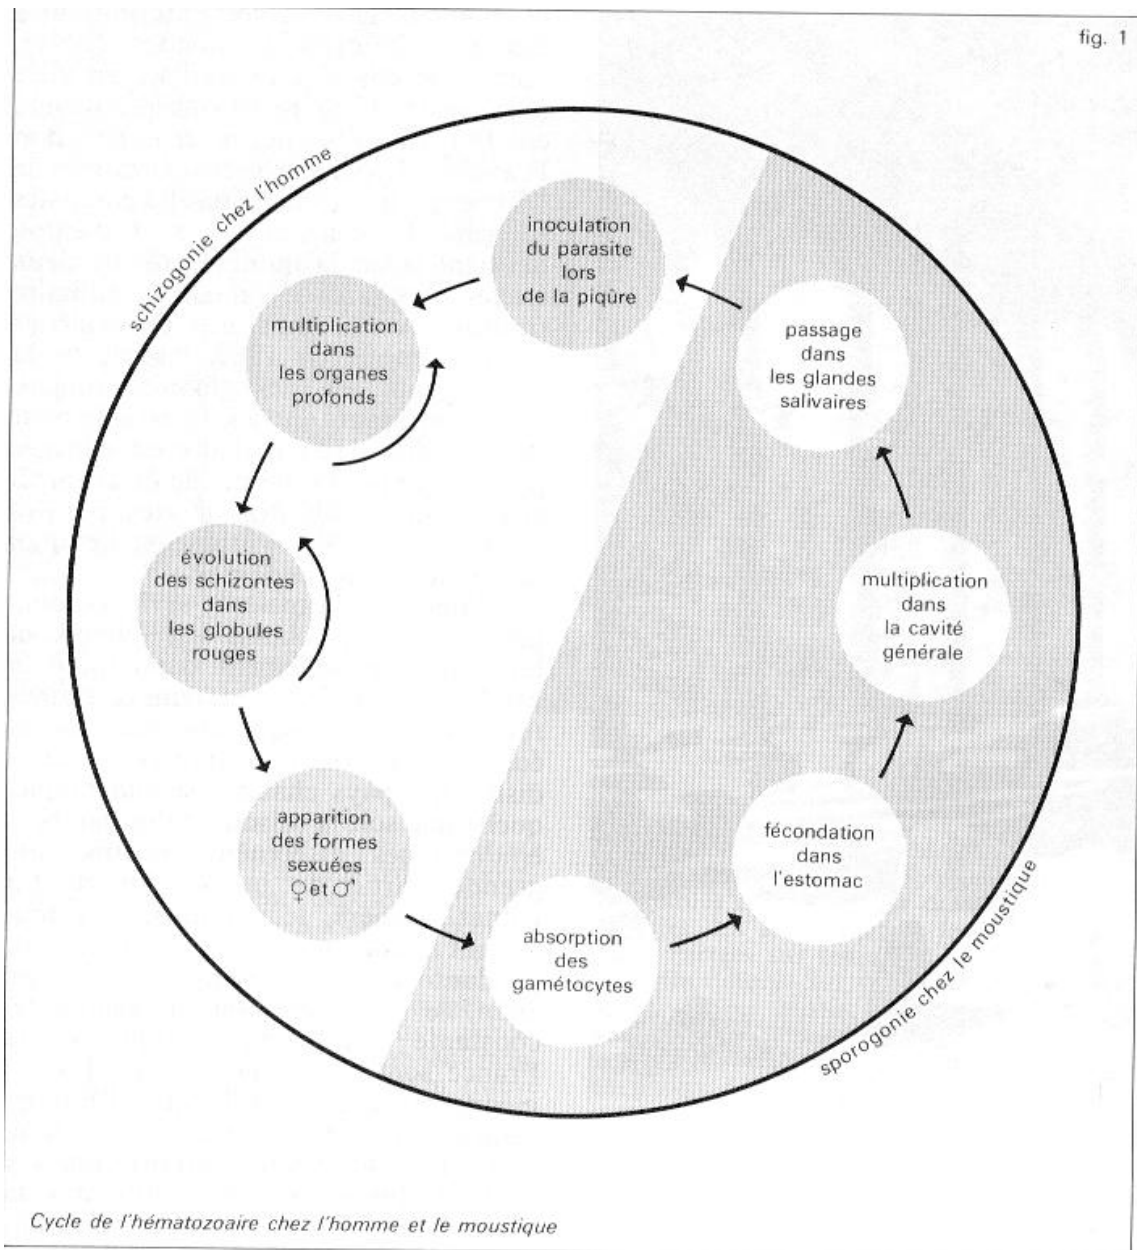 fig. 1
schizogonie chez l'homme
inoculation
du parasite
lors
de la piqûre
multiplication
dans
les organes
profonds
évolution
des schizontes
dans
les globules
rouges
apparition
des formes
sexuées
♀ et ♂
absorption
des
gamétocytes
fécondation
dans
l'estomac
multiplication
dans
la cavité
générale
passage
dans
les glandes
salivaires
sporogonie chez le moustique
Cycle de l'hématozoaire chez l'homme et le moustique